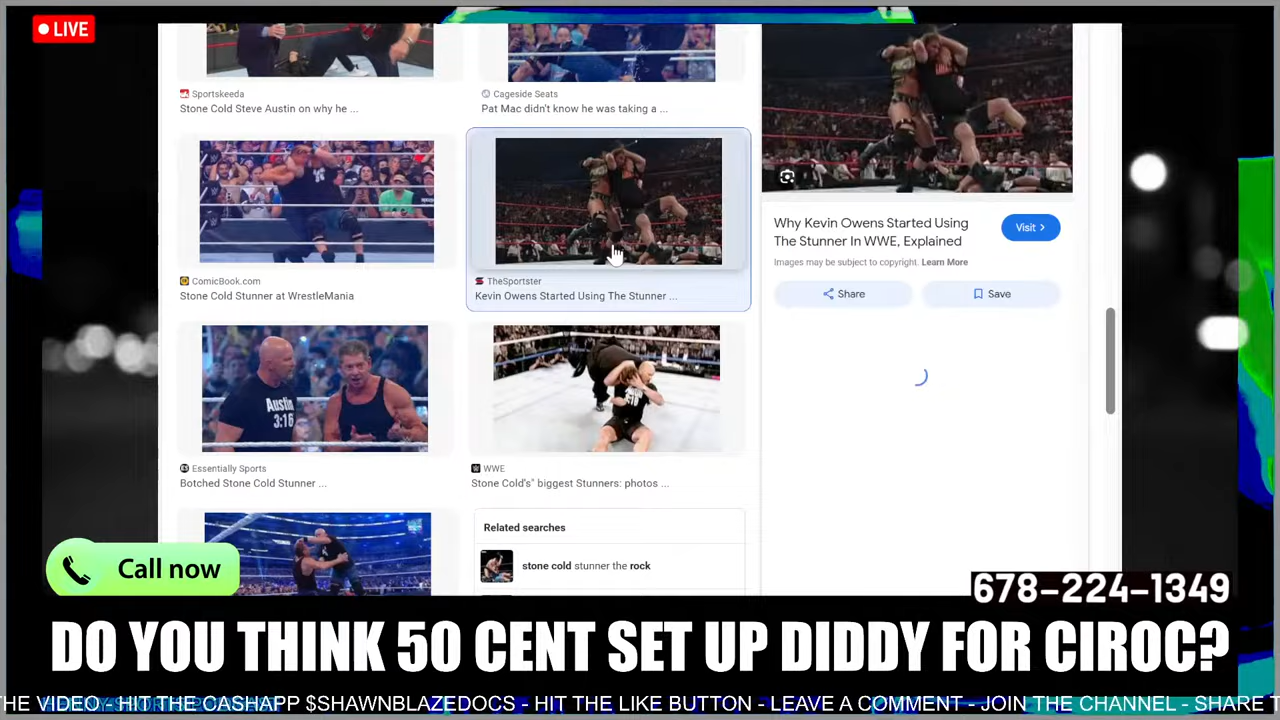 LIVE
Sportskeeda
Stone Cold Steve Austin on why he ...
Cageside Seats
Pat Mac didn't know he was taking a ...
ComicBook.com
Stone Cold Stunner at WrestleMania
TheSportster
Kevin Owens Started Using The Stunner ...
Why Kevin Owens Started Using
The Stunner In WWE, Explained
Visit
Images may be subject to copyright. Learn More
Share
Save
Austin
3:16
Essentially Sports
Botched Stone Cold Stunner ...
WWE
Stone Cold's" biggest Stunners: photos ...
Related searches
stone cold stunner the rock
Call now
678-224-1349
DO YOU THINK 50 CENT SET UP DIDDY FOR CIROC?
THE VIDEO - HIT THE CASHAPP $SHAWNBLAZEDOCS - HIT THE LIKE BUTTON - LEAVE A COMMENT - JOIN THE CHANNEL - SHARE T